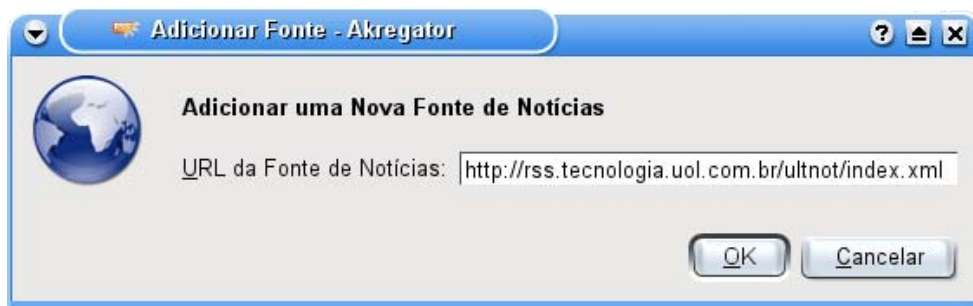 Adicionar Fonte - Akregator
Adicionar uma Nova Fonte de Notícias
URL da Fonte de Notícias: http://rss.tecnologia.uol.com.br/ultnot/index.xml
OK Cancelar